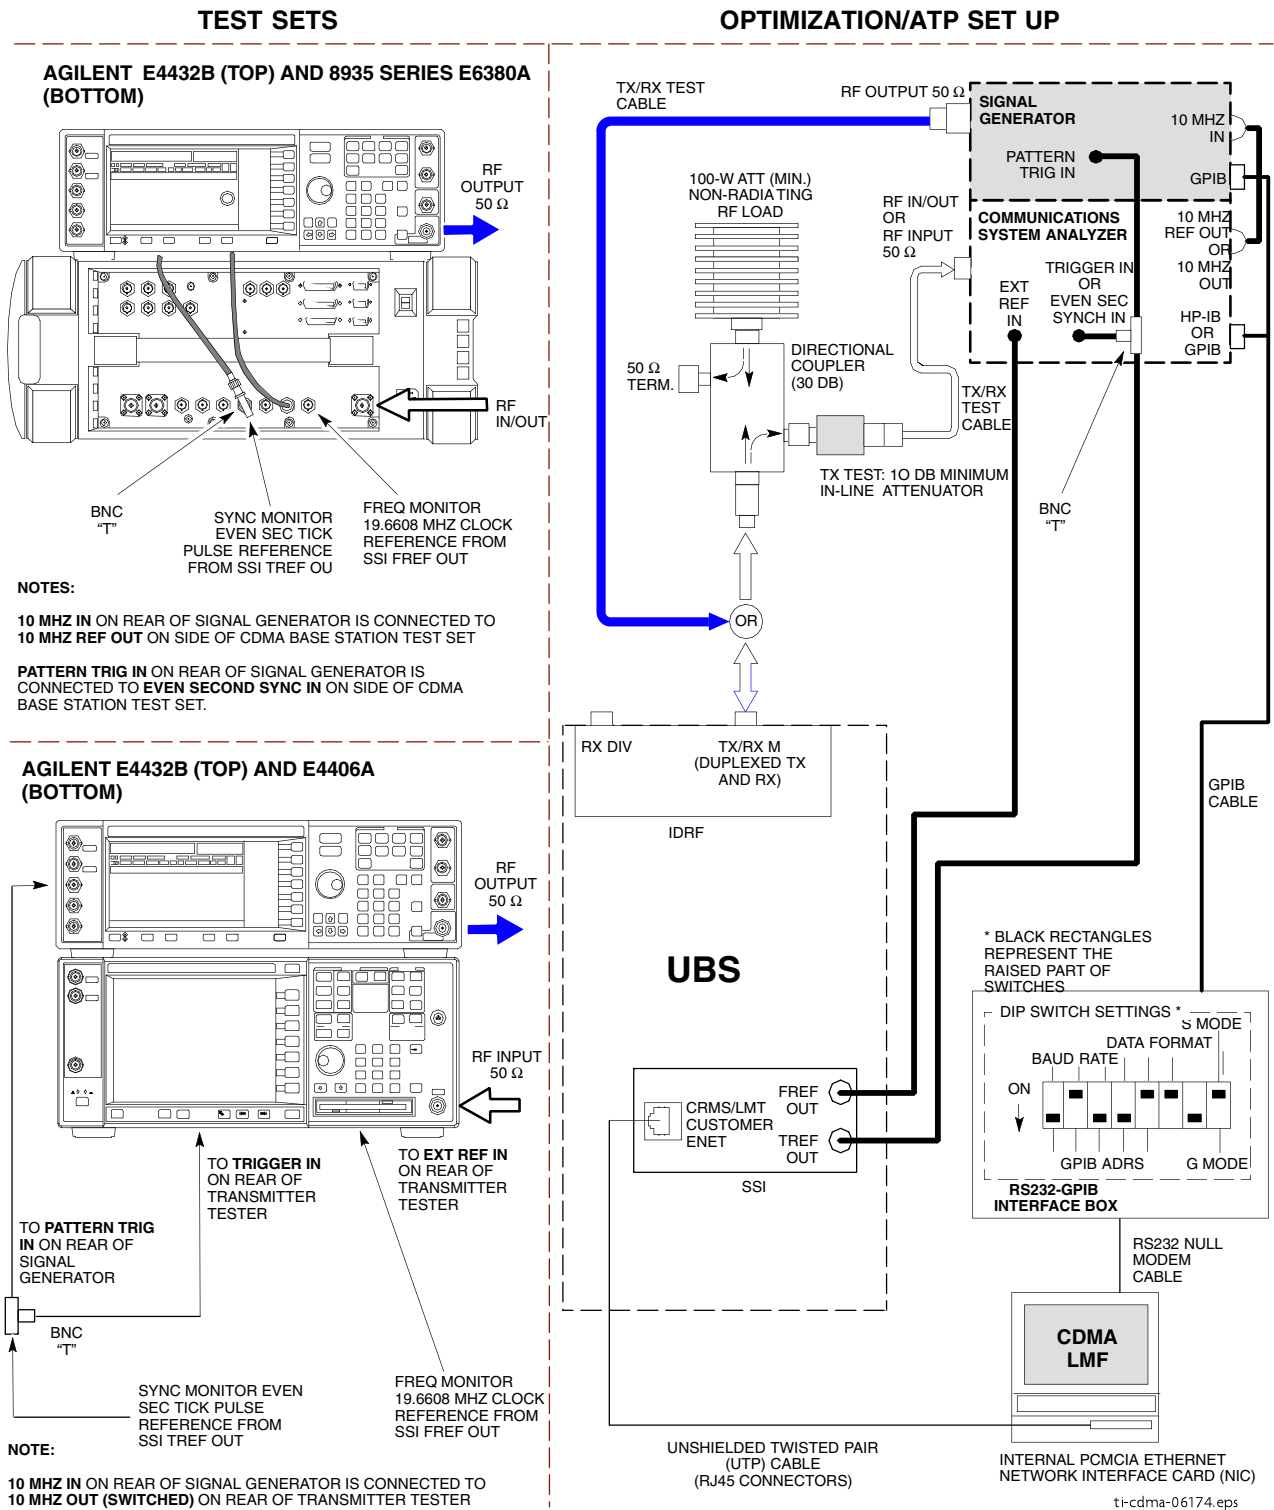 TEST SETS
AGILENT E4432B (TOP) AND 8935 SERIES E6380A
(BOTTOM)
RF
OUTPUT
50 Ω
RF
IN/OUT
BNC
“T”
SYNC MONITOR
EVEN SEC TICK
PULSE REFERENCE
FROM SSI TREF OU
FREQ MONITOR
19.6608 MHZ CLOCK
REFERENCE FROM
SSI FREF OUT
NOTES:
10 MHZ IN ON REAR OF SIGNAL GENERATOR IS CONNECTED TO
10 MHZ REF OUT ON SIDE OF CDMA BASE STATION TEST SET
PATTERN TRIG IN ON REAR OF SIGNAL GENERATOR IS
CONNECTED TO EVEN SECOND SYNC IN ON SIDE OF CDMA
BASE STATION TEST SET.
AGILENT E4432B (TOP) AND E4406A
(BOTTOM)
RF
OUTPUT
50 Ω
RF INPUT
50 Ω
TO TRIGGER IN
ON REAR OF
TRANSMITTER
TESTER
TO EXT REF IN
ON REAR OF
TRANSMITTER
TESTER
TO PATTERN TRIG
IN ON REAR OF
SIGNAL
GENERATOR
BNC
“T”
SYNC MONITOR EVEN
SEC TICK PULSE
REFERENCE FROM
SSI TREF OUT
FREQ MONITOR
19.6608 MHZ CLOCK
REFERENCE FROM
SSI FREF OUT
NOTE:
10 MHZ IN ON REAR OF SIGNAL GENERATOR IS CONNECTED TO
10 MHZ OUT (SWITCHED) ON REAR OF TRANSMITTER TESTER
OPTIMIZATION/ATP SET UP
TX/RX TEST
CABLE
RF OUTPUT 50 Ω
SIGNAL
GENERATOR
10 MHZ
IN
PATTERN
TRIG IN
GPIB
100-W ATT (MIN.)
NON-RADIA TING
RF LOAD
RF IN/OUT
OR
RF INPUT
50 Ω
COMMUNICATIONS
SYSTEM ANALYZER
10 MHZ
REF OUT
OR
10 MHZ
OUT
TRIGGER IN
OR
EVEN SEC
SYNCH IN
EXT
REF
IN
HP-IB
OR
GPIB
50 Ω
TERM.
DIRECTIONAL
COUPLER
(30 DB)
TX/RX
TEST
CABLE
TX TEST: 1O DB MINIMUM
IN-LINE ATTENUATOR
BNC
“T”
OR
RX DIV
TX/RX M
(DUPLEXED TX
AND RX)
IDRF
GPIB
CABLE
UBS
* BLACK RECTANGLES
REPRESENT THE
RAISED PART OF
SWITCHES
DIP SWITCH SETTINGS *
S MODE
DATA FORMAT
BAUD RATE
ON
GPIB ADRS
G MODE
RS232-GPIB
INTERFACE BOX
CRMS/LMT
CUSTOMER
ENET
FREF
OUT
TREF
OUT
SSI
RS232 NULL
MODEM
CABLE
CDMA
LMF
UNSHIELDED TWISTED PAIR
(UTP) CABLE
(RJ45 CONNECTORS)
INTERNAL PCMCIA ETHERNET
NETWORK INTERFACE CARD (NIC)
ti-cdma-06174.eps